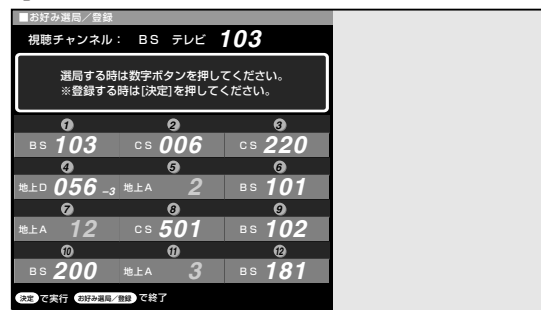 ■お好み選局／登録
視聴チャンネル： BS テレビ 103
選局する時は数字ボタンを押してください。
※登録する時は[決定]を押してください。
① ② ③
BS 103 CS 006 CS 220
④ ⑤ ⑥
地上D 056 -3 地上A 2 BS 101
⑦ ⑧ ⑨
地上A 12 CS 501 BS 102
⑩ ⑪ ⑫
BS 200 地上A 3 BS 181
決定 で実行 お好み選局／登録 で終了